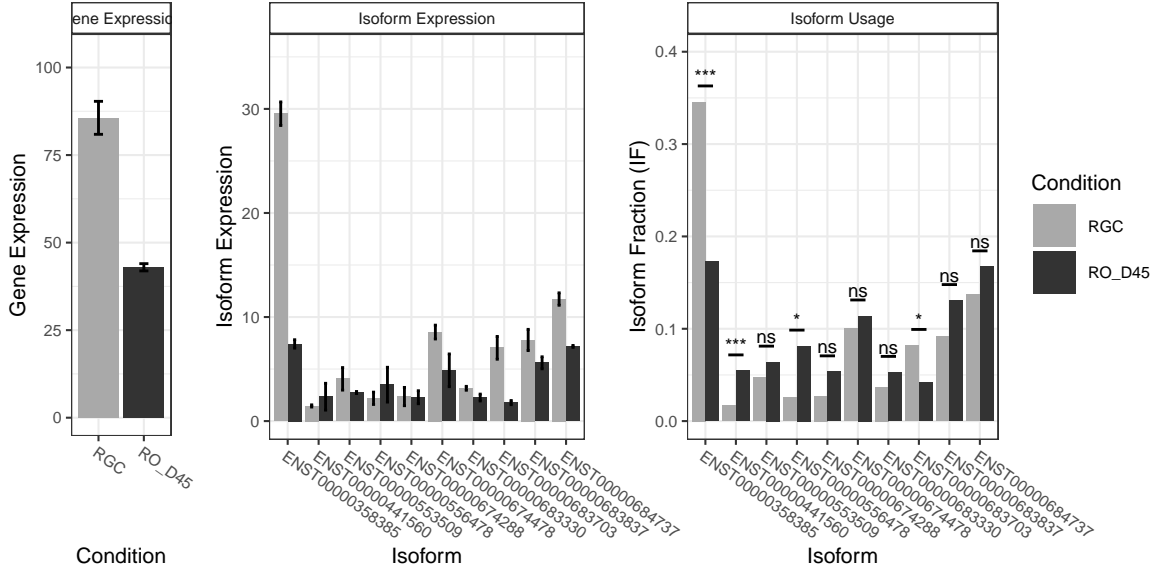 ene Expressio
Gene Expression
100
75
50
25
0
RGC
RO_D45
Condition
Isoform Expression
Isoform Expression
30
20
10
0
ENST00000358385
ENST00000441560
ENST00000553509
ENST00000556478
ENST00000674288
ENST00000674478
ENST00000683330
ENST00000683703
ENST00000683837
ENST00000684737
Isoform
Isoform Usage
Isoform Fraction (IF)
0.4
0.3
0.2
0.1
0.0
***
***
ns
*
ns
ns
ns
*
ns
ns
ENST00000358385
ENST00000441560
ENST00000553509
ENST00000556478
ENST00000674288
ENST00000674478
ENST00000683330
ENST00000683703
ENST00000683837
ENST00000684737
Isoform
Condition
RGC
RO_D45